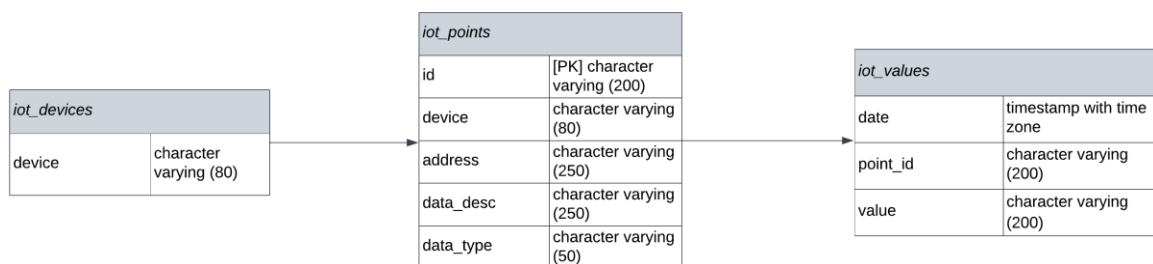 iot_devices
device
character
varying (80)
iot_points
id
[PK] character
varying (200)
device
character varying
(80)
address
character varying
(250)
data_desc
character varying
(250)
data_type
character varying
(50)
iot_values
date
timestamp with time
zone
point_id
character varying
(200)
value
character varying
(200)